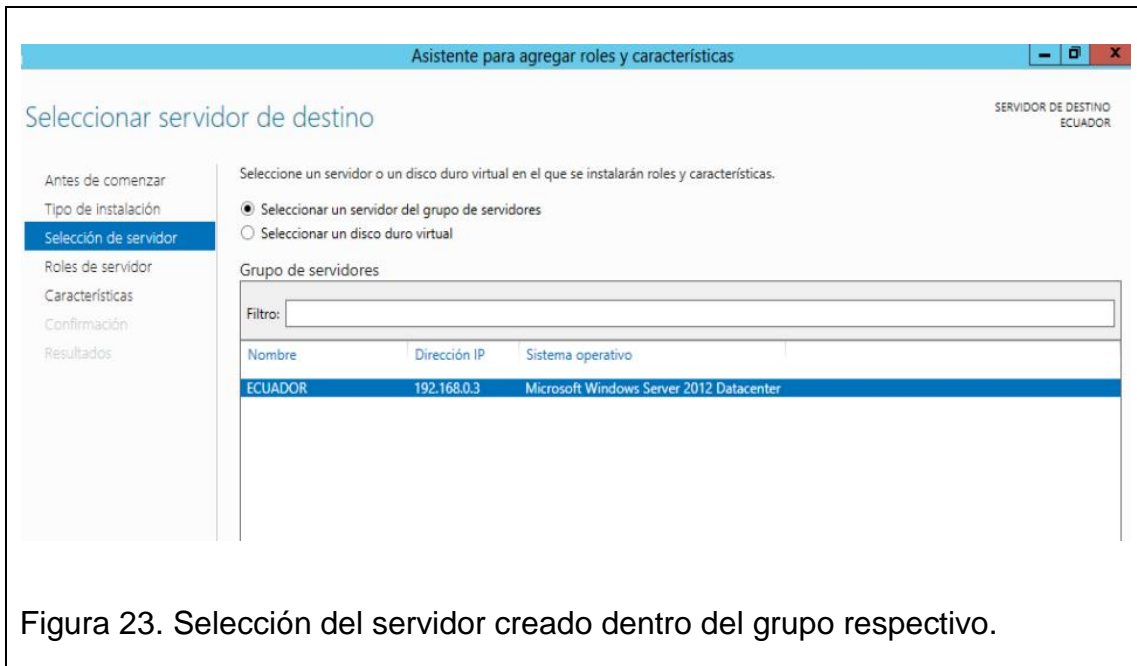 Asistente para agregar roles y características
Seleccionar servidor de destino
SERVIDOR DE DESTINO
ECUADOR
Antes de comenzar
Tipo de instalación
Selección de servidor
Roles de servidor
Características
Confirmación
Resultados
Seleccione un servidor o un disco duro virtual en el que se instalarán roles y características.
Seleccionar un servidor del grupo de servidores
Seleccionar un disco duro virtual
Grupo de servidores
Filtro:
Nombre Dirección IP Sistema operativo
ECUADOR 192.168.0.3 Microsoft Windows Server 2012 Datacenter
Figura 23. Selección del servidor creado dentro del grupo respectivo.